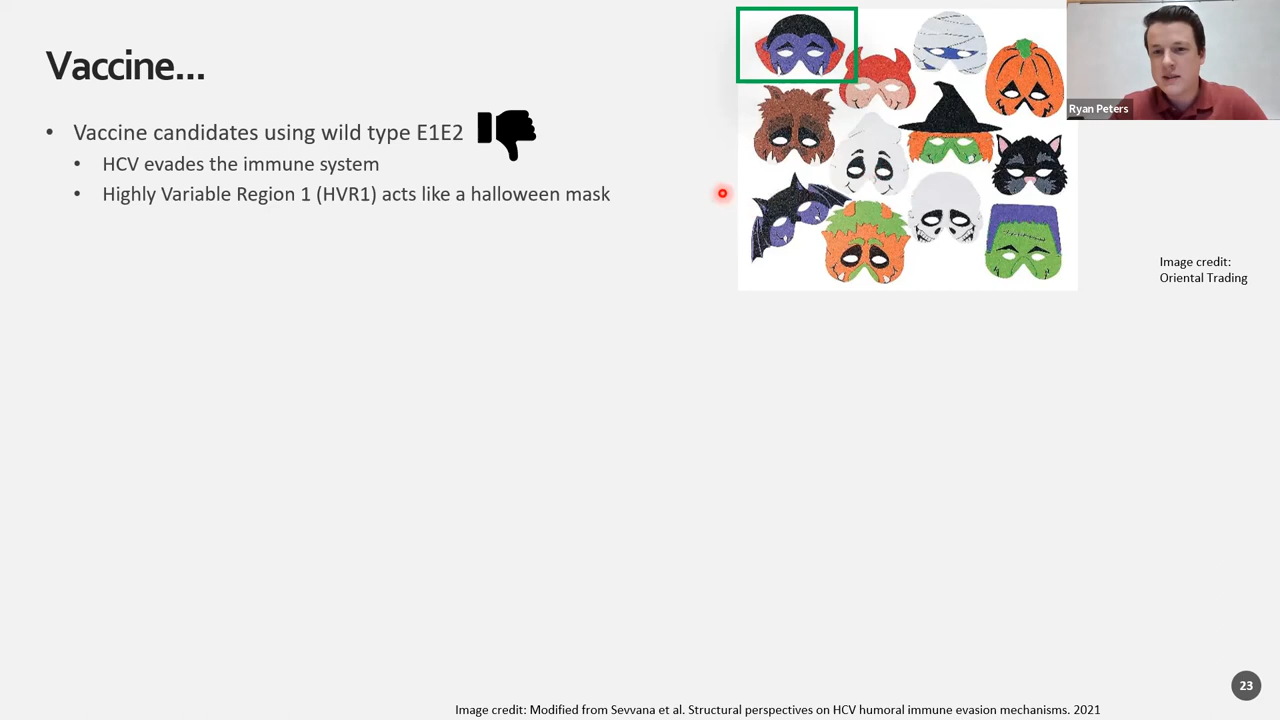 Vaccine...
Vaccine candidates using wild type E1E2
HCV evades the immune system
Highly Variable Region 1 (HVR1) acts like a halloween mask
Ryan Peters
Image credit:
Oriental Trading
23
Image credit: Modified from Sevvana et al. Structural perspectives on HCV humoral immune evasion mechanisms. 2021